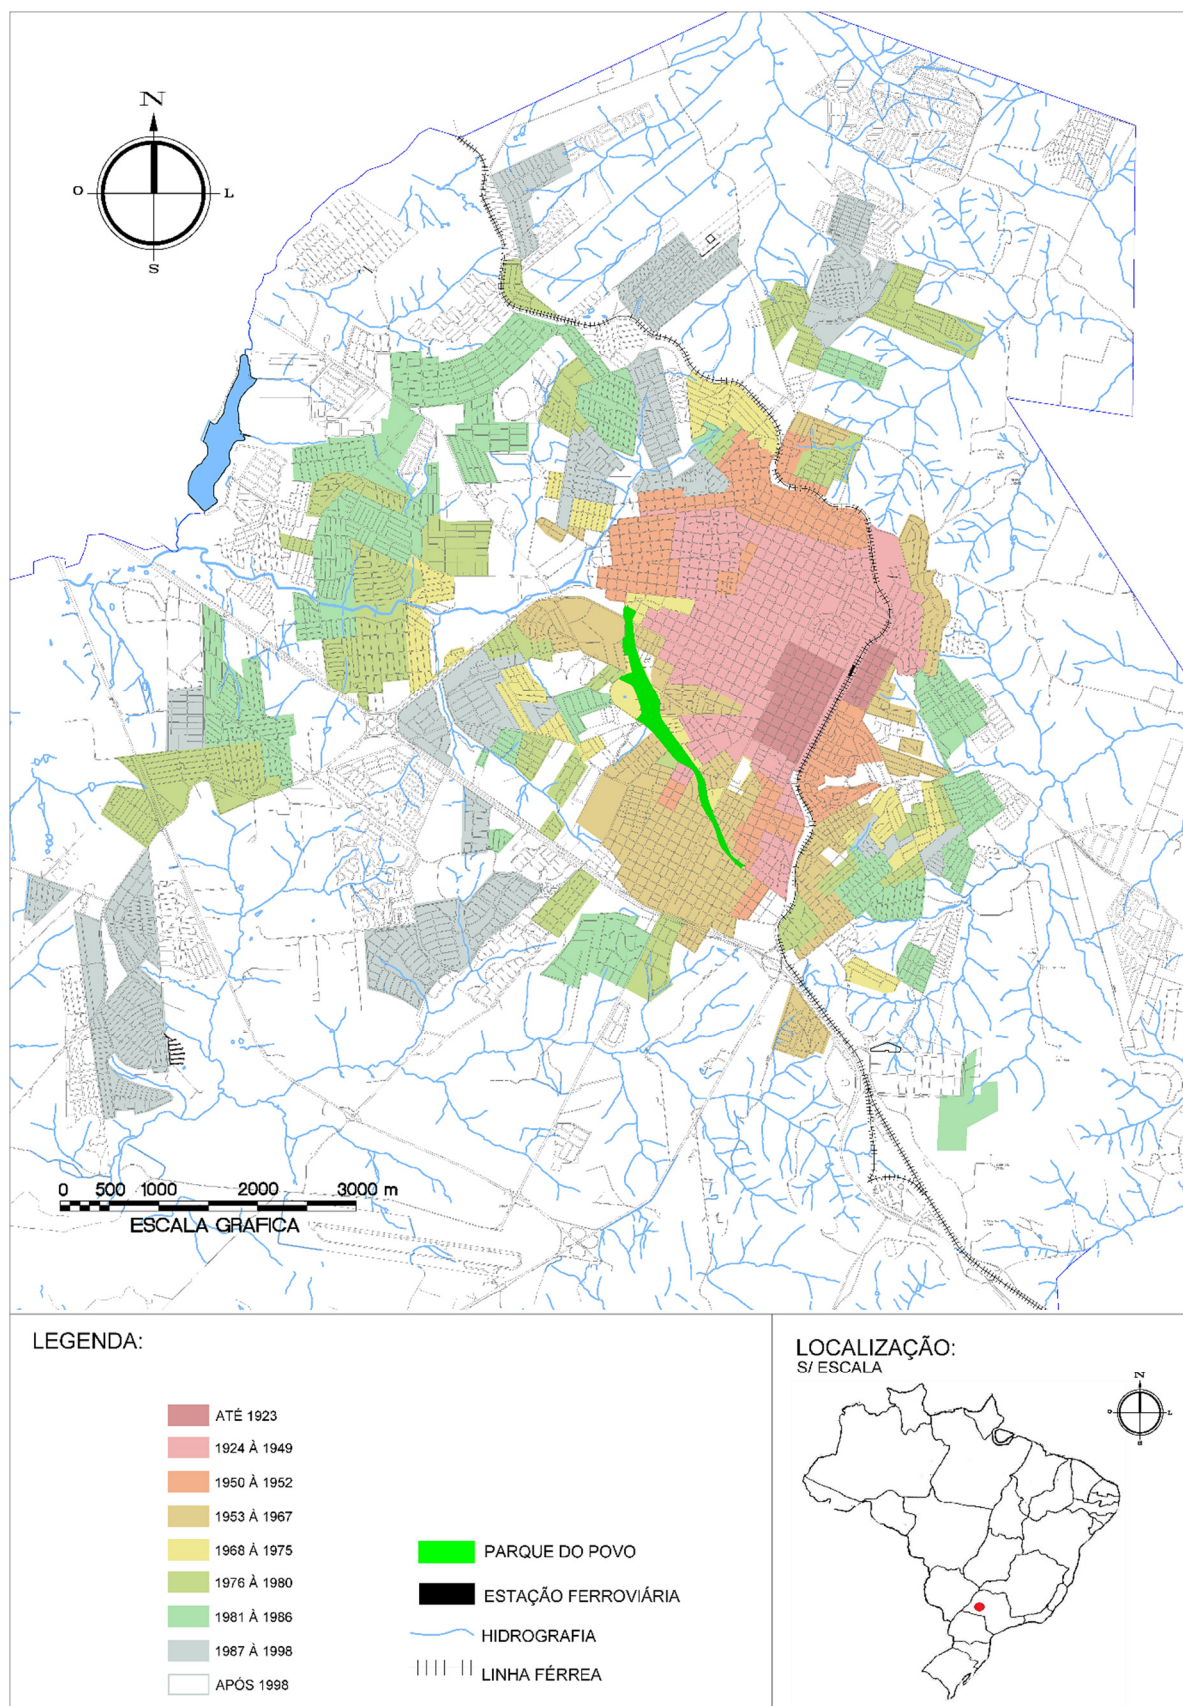 N
O
L
S
0 500 1000 2000 3000 m
ESCALA GRAFICA
LEGENDA:
ATÉ 1923
1924 À 1949
1950 À 1952
1953 À 1967
1968 À 1975
1976 À 1980
1981 À 1986
1987 À 1998
APÓS 1998
PARQUE DO POVO
ESTAÇÃO FERROVIÁRIA
HIDROGRAFIA
LINHA FÉRREA
LOCALIZAÇÃO:
S/ ESCALA
N